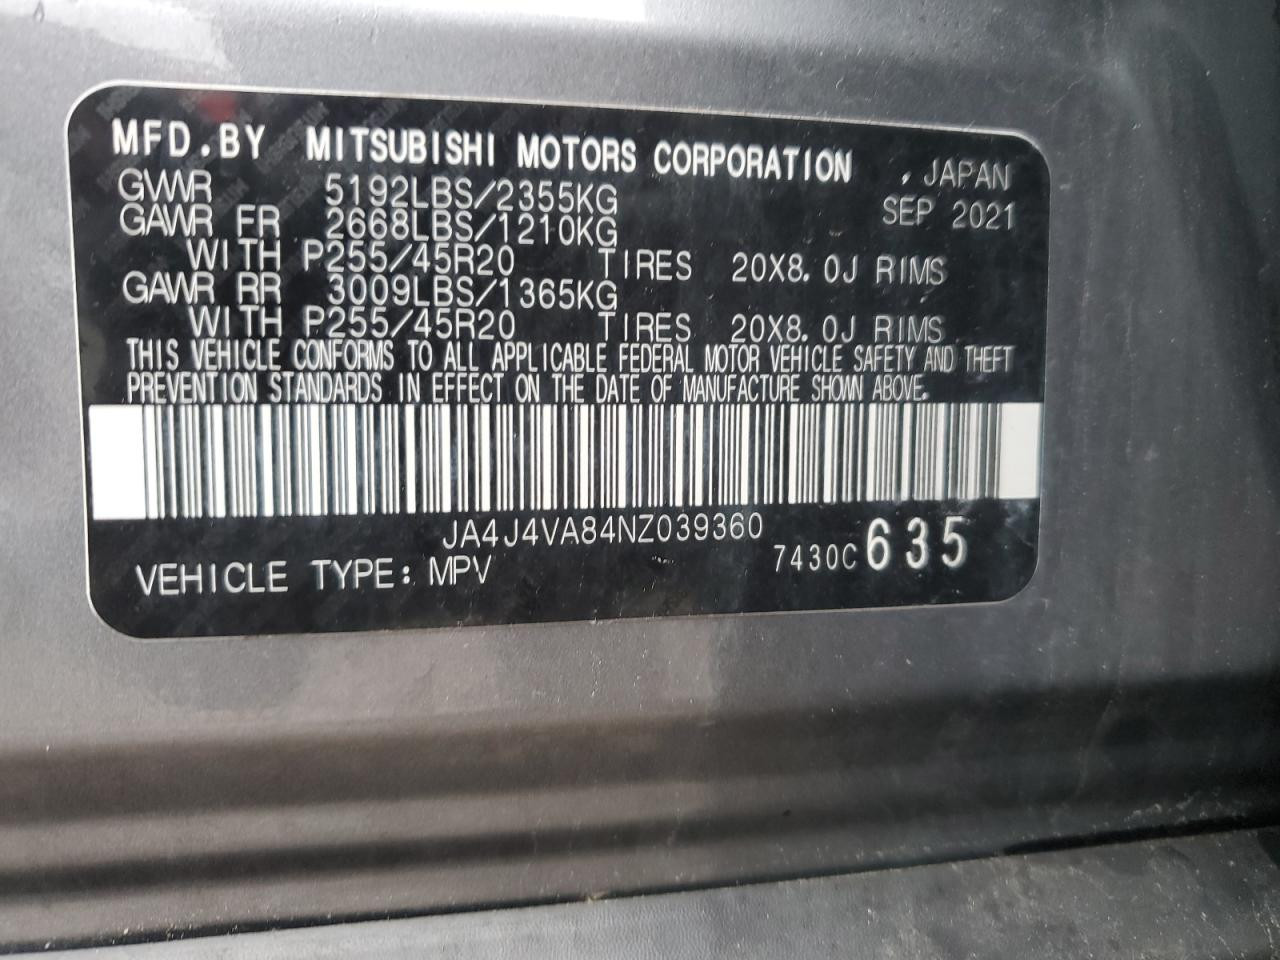 MFD.BY MITSUBISHI MOTORS CORPORATION, JAPAN
GVWR 5192LBS/2355KG SEP 2021
GAWR FR 2668LBS/1210KG
WITH P255/45R20 TIRES 20X8.0J RIMS
GAWR RR 3009LBS/1365KG
WITH P255/45R20 TIRES 20X8.0J RIMS
THIS VEHICLE CONFORMS TO ALL APPLICABLE FEDERAL MOTOR VEHICLE SAFETY AND THEFT
PREVENTION STANDARDS IN EFFECT ON THE DATE OF MANUFACTURE SHOWN ABOVE.
JA4J4VA84NZ039360
7430C 635
VEHICLE TYPE: MPV